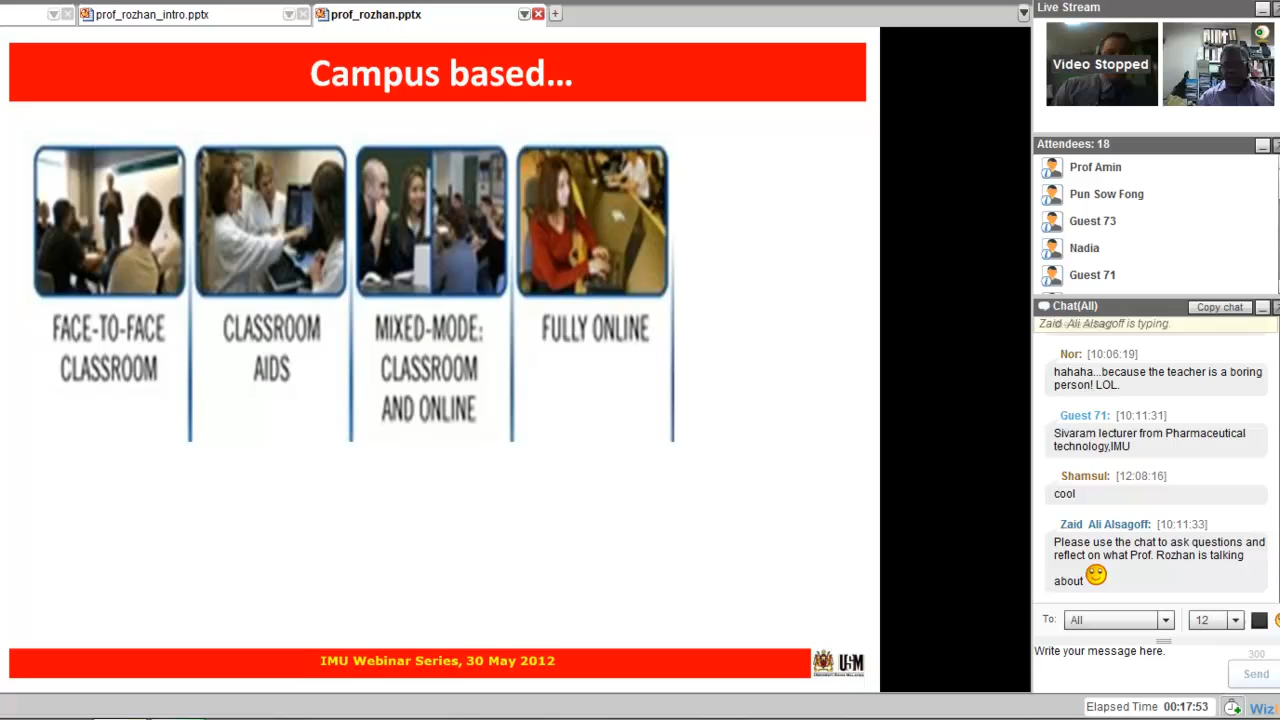 prof_rozhan_intro.pptx
prof_rozhan.pptx
Campus based...
FACE-TO-FACE
CLASSROOM
CLASSROOM
AIDS
MIXED-MODE:
CLASSROOM
AND ONLINE
FULLY ONLINE
IMU Webinar Series, 30 May 2012
USM
Live Stream
Video Stopped
Attendees: 18
Prof Amin
Pun Sow Fong
Guest 73
Nadia
Guest 71
Chat(All)
Copy chat
Zaid Ali Alsagoff is typing.
Nor: [10:06:19]
hahaha...because the teacher is a boring
person! LOL.
Guest 71: [10:11:31]
Sivaram lecturer from Pharmaceutical
technology,IMU
Shamsul: [12:08:16]
cool
Zaid Ali Alsagoff: [10:11:33]
Please use the chat to ask questions and
reflect on what Prof. Rozhan is talking
about
To: All 12
Write your message here.
300
Send
Elapsed Time 00:17:53
Wiz